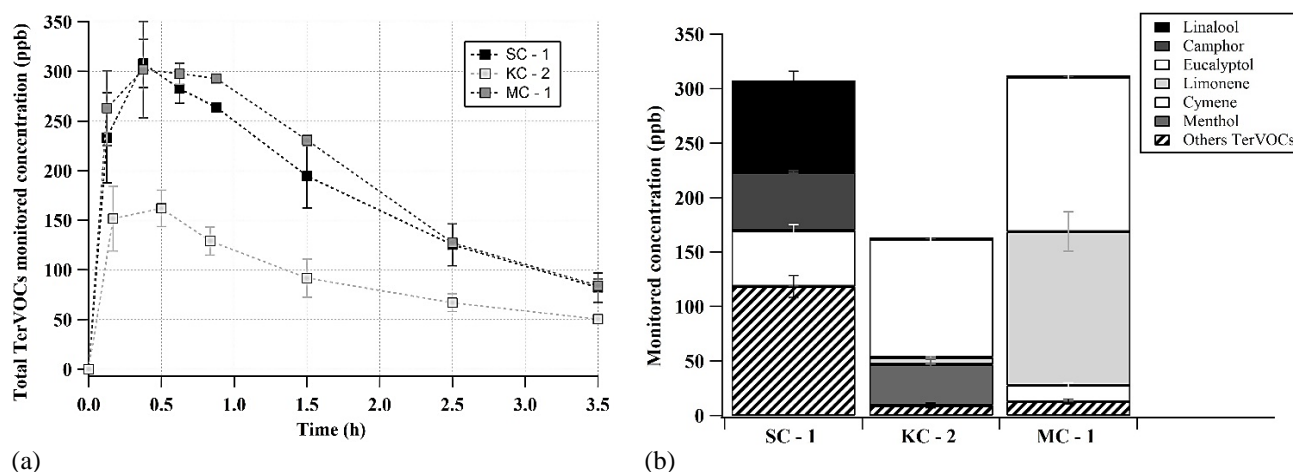 350
300
250
200
150
100
50
0
Total TerVOCs monitored concentration (ppb)
SC - 1
KC - 2
MC - 1
0.0 0.5 1.0 1.5 2.0 2.5 3.0 3.5
Time (h)
(a)
350
300
250
200
150
100
50
0
Monitored concentration (ppb)
Linalool
Camphor
Eucalyptol
Limonene
Cymene
Menthol
Others TerVOCs
SC - 1 KC - 2 MC - 1
(b)